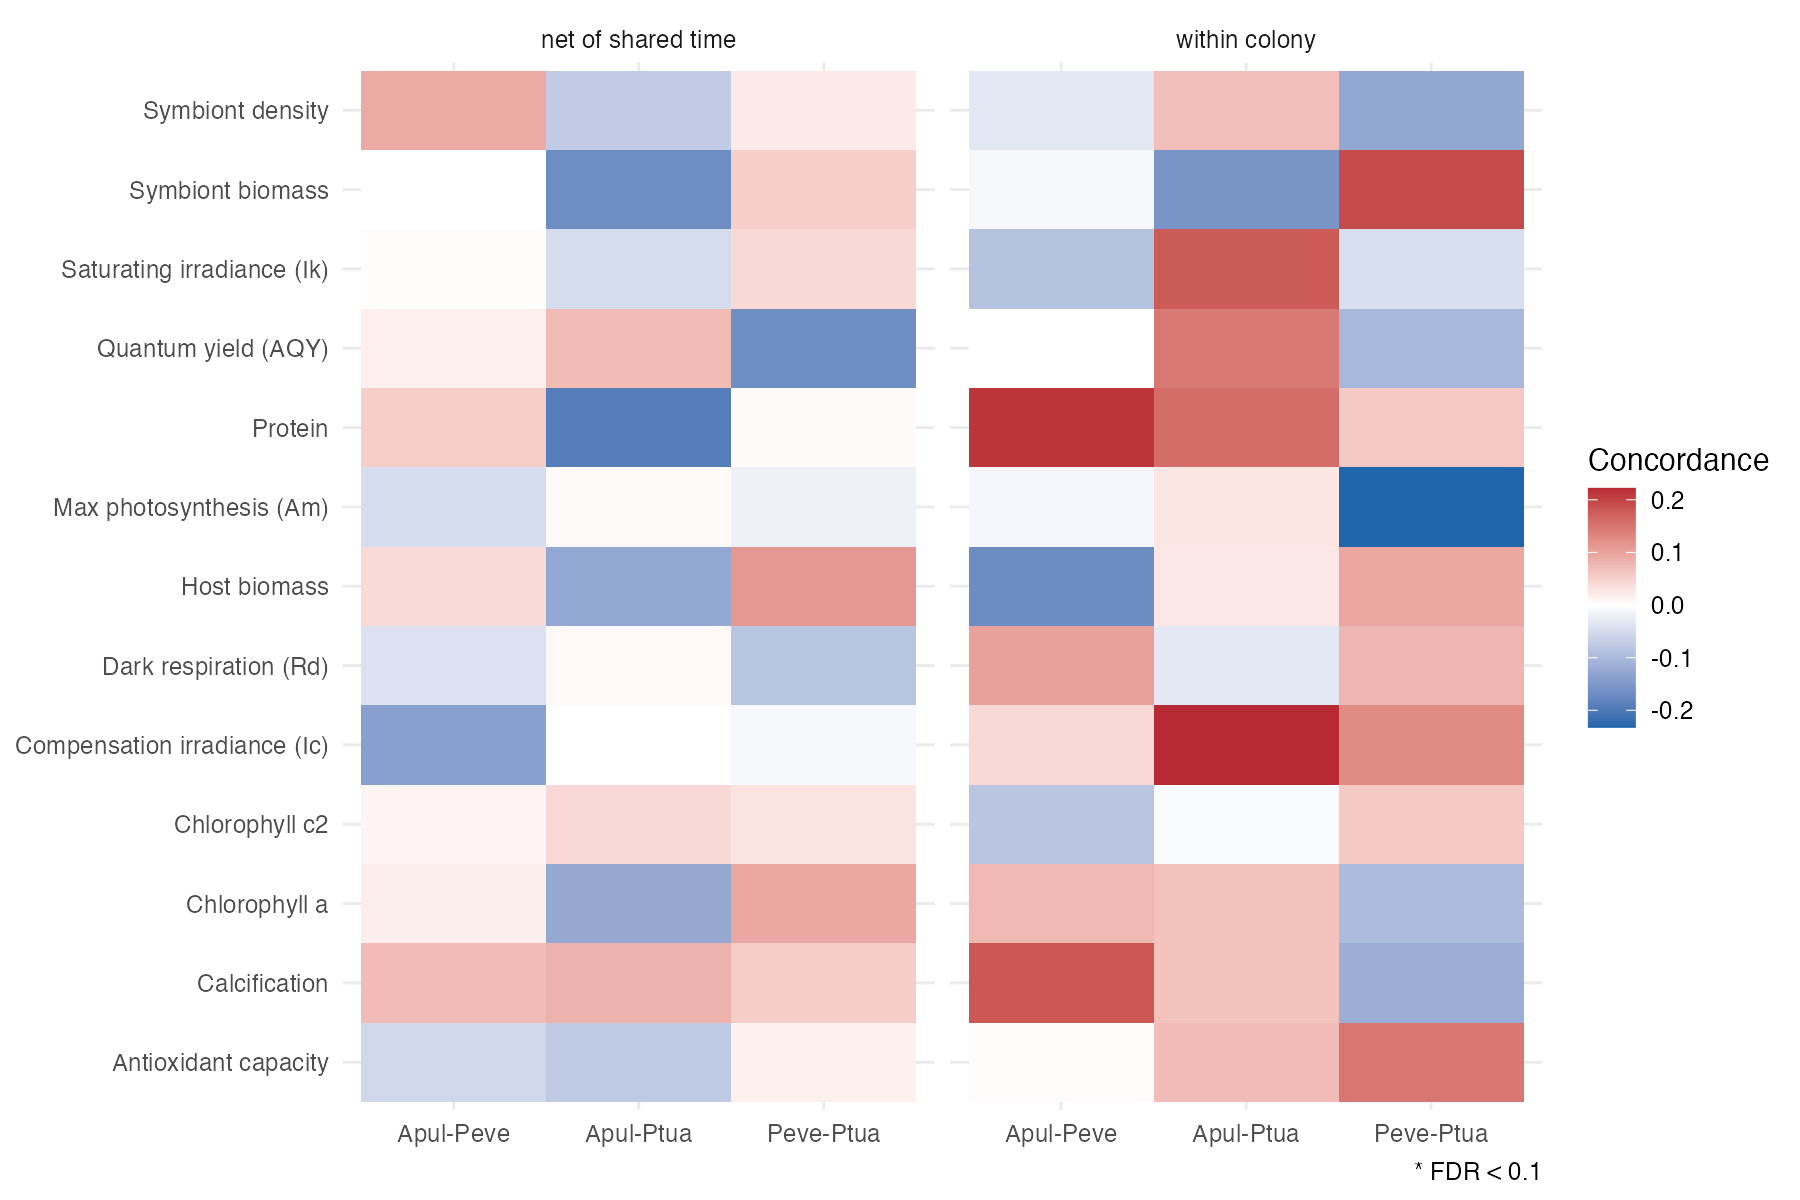 net of shared time
within colony
Symbiont density
Symbiont biomass
Saturating irradiance (Ik)
Quantum yield (AQY)
Protein
Max photosynthesis (Am)
Host biomass
Dark respiration (Rd)
Compensation irradiance (Ic)
Chlorophyll c2
Chlorophyll a
Calcification
Antioxidant capacity
Apul-Peve
Apul-Ptua
Peve-Ptua
Apul-Peve
Apul-Ptua
Peve-Ptua
* FDR < 0.1
Concordance
0.2
0.1
0.0
-0.1
-0.2